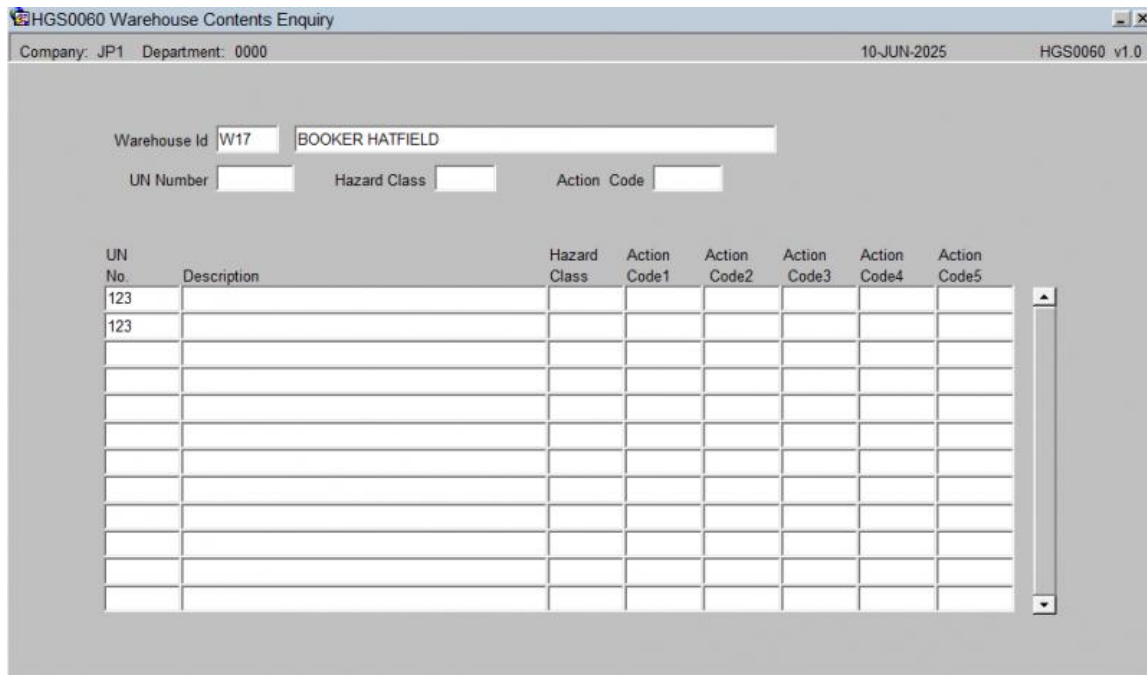 HGS0060 Warehouse Contents Enquiry
Company: JP1 Department: 0000 10-JUN-2025 HGS0060 v1.0
Warehouse Id W17 BOOKER HATFIELD
UN Number Hazard Class Action Code
UN Hazard Action Action Action Action Action
No. Description Class Code1 Code2 Code3 Code4 Code5
123
123